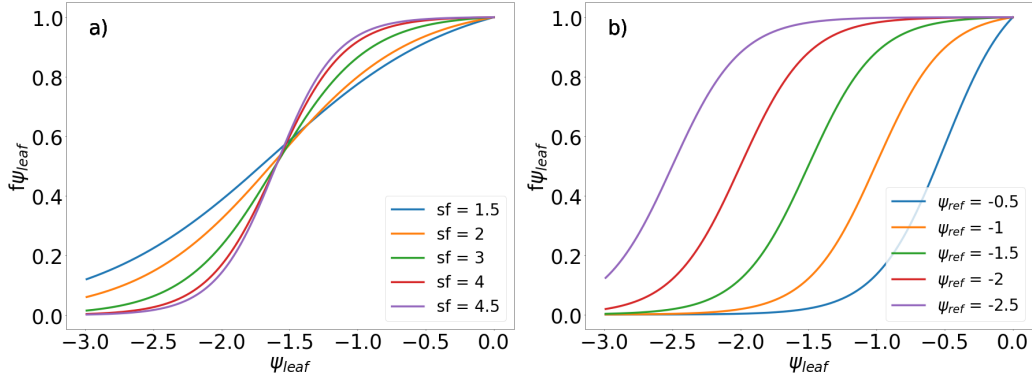 a)
fψleaf
1.0
0.8
0.6
0.4
0.2
0.0
−3.0 −2.5 −2.0 −1.5 −1.0 −0.5 0.0
ψleaf
sf = 1.5
sf = 2
sf = 3
sf = 4
sf = 4.5
b)
fψleaf
1.0
0.8
0.6
0.4
0.2
0.0
−3.0 −2.5 −2.0 −1.5 −1.0 −0.5 0.0
ψleaf
ψref = -0.5
ψref = -1
ψref = -1.5
ψref = -2
ψref = -2.5